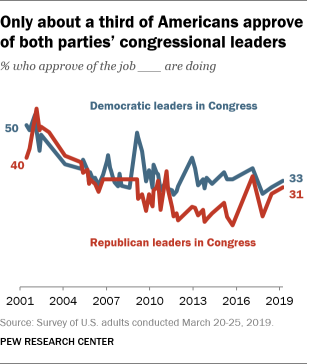 Only about a third of Americans approve
of both parties' congressional leaders
% who approve of the job ___ are doing
Democratic leaders in Congress
50
40
33
31
Republican leaders in Congress
2001 2004 2007 2010 2013 2016 2019
Source: Survey of U.S. adults conducted March 20-25, 2019.
PEW RESEARCH CENTER